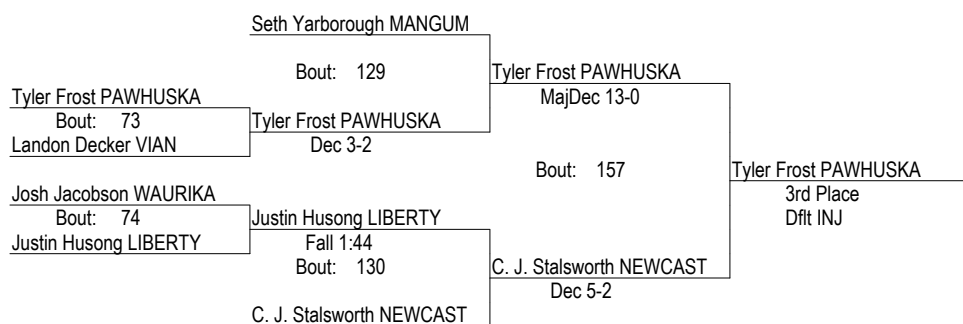 Seth Yarborough MANGUM
Bout: 129
Tyler Frost PAWHUSKA
MajDec 13-0
Tyler Frost PAWHUSKA
Bout: 73
Landon Decker VIAN
Tyler Frost PAWHUSKA
Dec 3-2
Bout: 157
Tyler Frost PAWHUSKA
3rd Place
Dflt INJ
Josh Jacobson WAURIKA
Bout: 74
Justin Husong LIBERTY
Justin Husong LIBERTY
Fall 1:44
Bout: 130
C. J. Stalsworth NEWCAST
Dec 5-2
C. J. Stalsworth NEWCAST